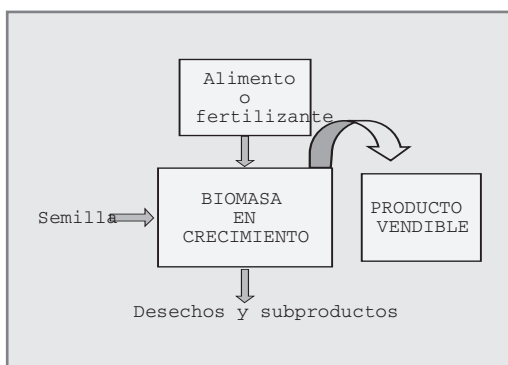 Alimento
o
fertilizante
Semilla
BIOMASA
EN
CRECIMIENTO
PRODUCTO
VENDIBLE
Desechos y subproductos